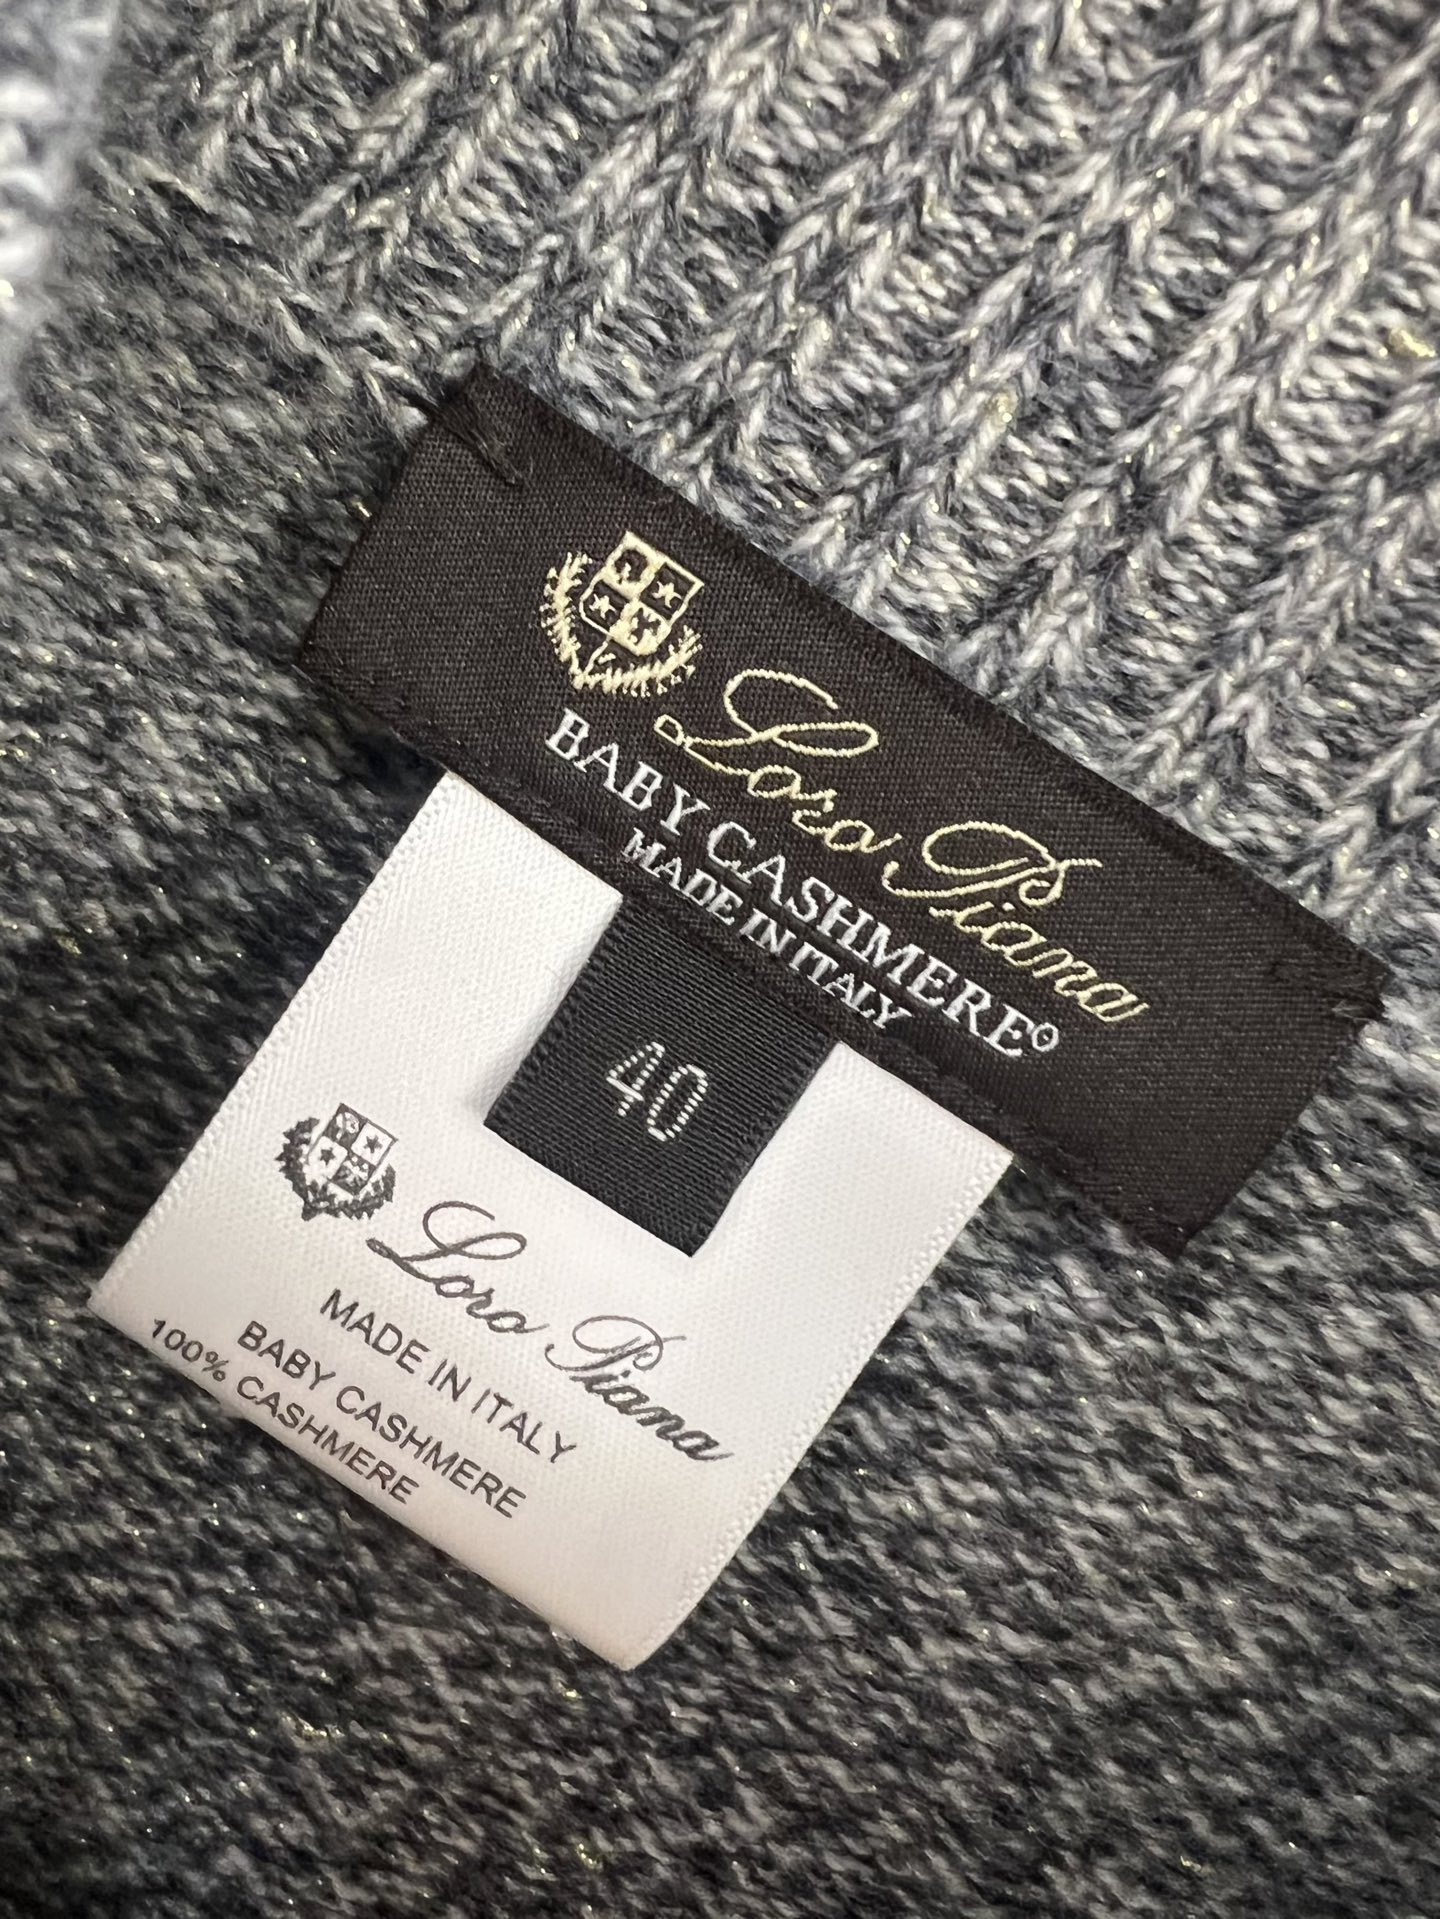 Loro Piana
BABY CASHMERE®
MADE IN ITALY
40
Loro Piana
MADE IN ITALY
BABY CASHMERE
100% CASHMERE